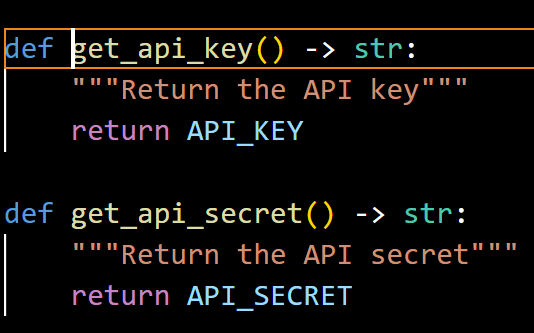 def get_api_key() -> str:
    """Return the API key"""
    return API_KEY

def get_api_secret() -> str:
    """Return the API secret"""
    return API_SECRET